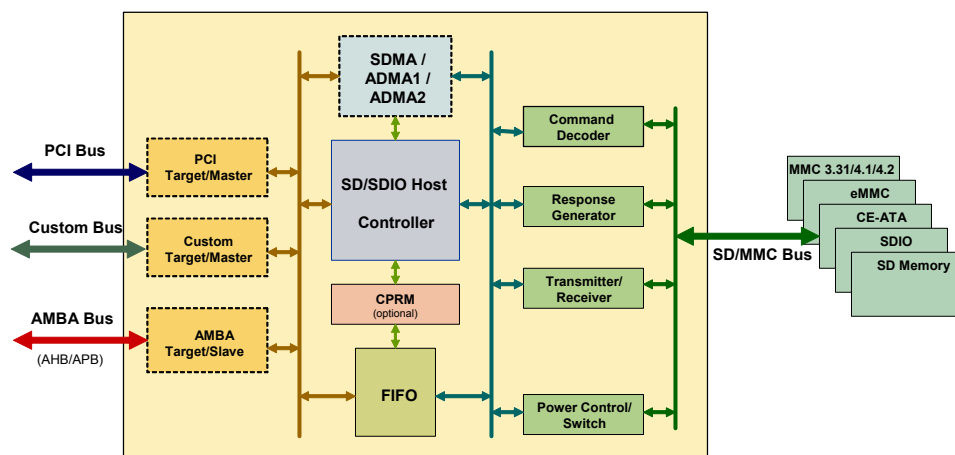 SDMA /
ADMA1 /
ADMA2
Command
Decoder
PCI Bus
PCI
Target/Master
SD/SDIO Host
Controller
MMC 3.31/4.1/4.2
eMMC
CE-ATA
SDIO
SD Memory
Response
Generator
Custom Bus
Custom
Target/Master
SD/MMC Bus
Transmitter/
Receiver
CPRM
(optional)
AMBA Bus
(AHB/APB)
AMBA
Target/Slave
FIFO
Power Control/
Switch